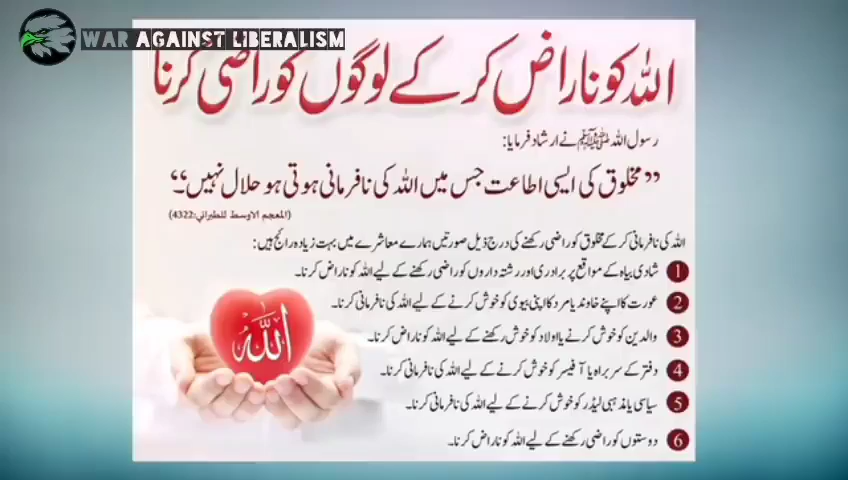 WAR AGAINST LIBERALISM
اللہ کو ناراض کر کے لوگوں کو راضی کرنا
رسول اللہ ﷺ نے ارشاد فرمایا:
”مخلوق کی ایسی اطاعت جس میں اللہ کی نافرمانی ہوتی ہو حلال نہیں۔“
(المعجم الاوسط للطبراني:4322)
اللہ کی نافرمانی کر کے مخلوق کو راضی رکھنے کی درج ذیل صورتیں ہمارے معاشرے میں بہت زیادہ رائج ہیں:
1 شادی بیاہ کے مواقع پر برادری اور رشتہ داروں کو راضی رکھنے کے لیے اللہ کو ناراض کرنا۔
2 عورت کا اپنے خاوند یا مرد کا اپنی بیوی کو خوش کرنے کے لیے اللہ کی نافرمانی کرنا۔
3 والدین کو خوش کرنے یا اولاد کو خوش رکھنے کے لیے اللہ کو ناراض کرنا۔
4 دفتر کے سربراہ یا آفیسر کو خوش کرنے کے لیے اللہ کی نافرمانی کرنا۔
5 سیاسی یا مذہبی لیڈر کو خوش کرنے کے لیے اللہ کی نافرمانی کرنا۔
6 دوستوں کو راضی رکھنے کے لیے اللہ کو ناراض کرنا۔
اللہ